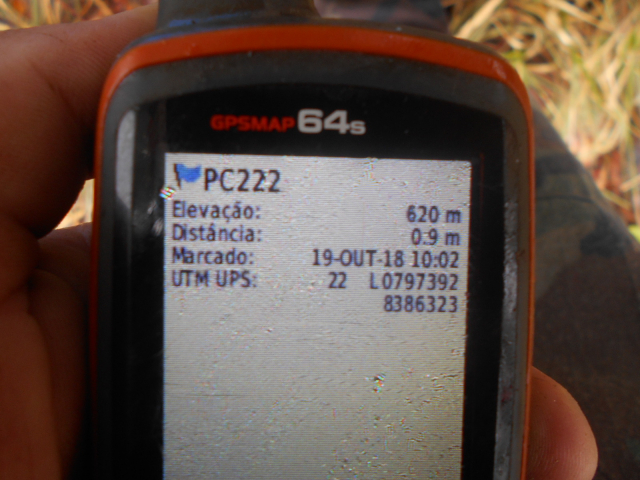 GPSMAP 64s
PC222
Elevação: 620 m
Distância: 0.9 m
Marcado: 19-OUT-18 10:02
UTM UPS: 22 L0797392
8386323